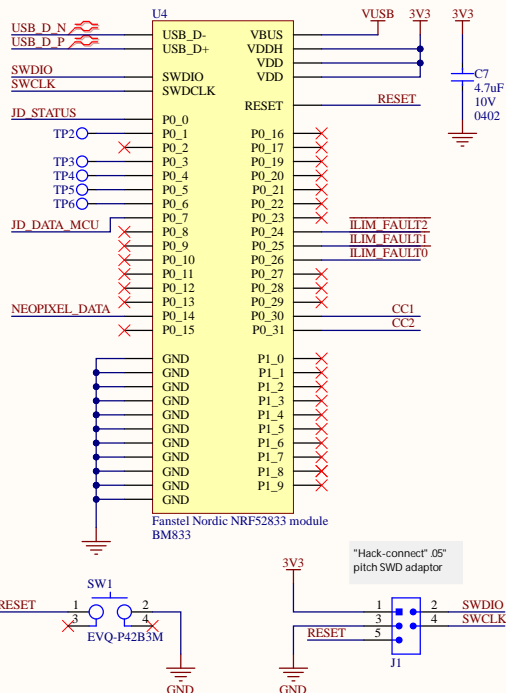 U4
VUSB 3V3 3V3
USB_D_N USB_D- VBUS
USB_D_P USB_D+ VDDH
VDD
SWDIO SWDIO VDD
SWCLK SWDCLK
C7
4.7uF
10V
0402
RESET RESET
JD_STATUS P0_0
TP2 P0_1 P0_16
P0_2 P0_17
TP3 P0_3 P0_19
TP4 P0_4 P0_20
TP5 P0_5 P0_21
TP6 P0_6 P0_22
P0_7 P0_23
JD_DATA_MCU P0_8 P0_24 ILIM_FAULT2
P0_9 P0_25 ILIM_FAULT1
P0_10 P0_26 ILIM_FAULT0
P0_11 P0_27
P0_12 P0_28
P0_13 P0_29
NEOPIXEL_DATA P0_14 P0_30 CC1
P0_15 P0_31 CC2
GND P1_0
GND P1_1
GND P1_2
GND P1_3
GND P1_4
GND P1_5
GND P1_6
GND P1_7
GND P1_8
GND P1_9
GND
Fanstel Nordic NRF52833 module
BM833
"Hack-connect" .05"
pitch SWD adaptor
3V3
SW1
RESET 1 2
3 4
EVQ-P42B3M
GND
1 2 SWDIO
3 4 SWCLK
RESET 5
J1
GND